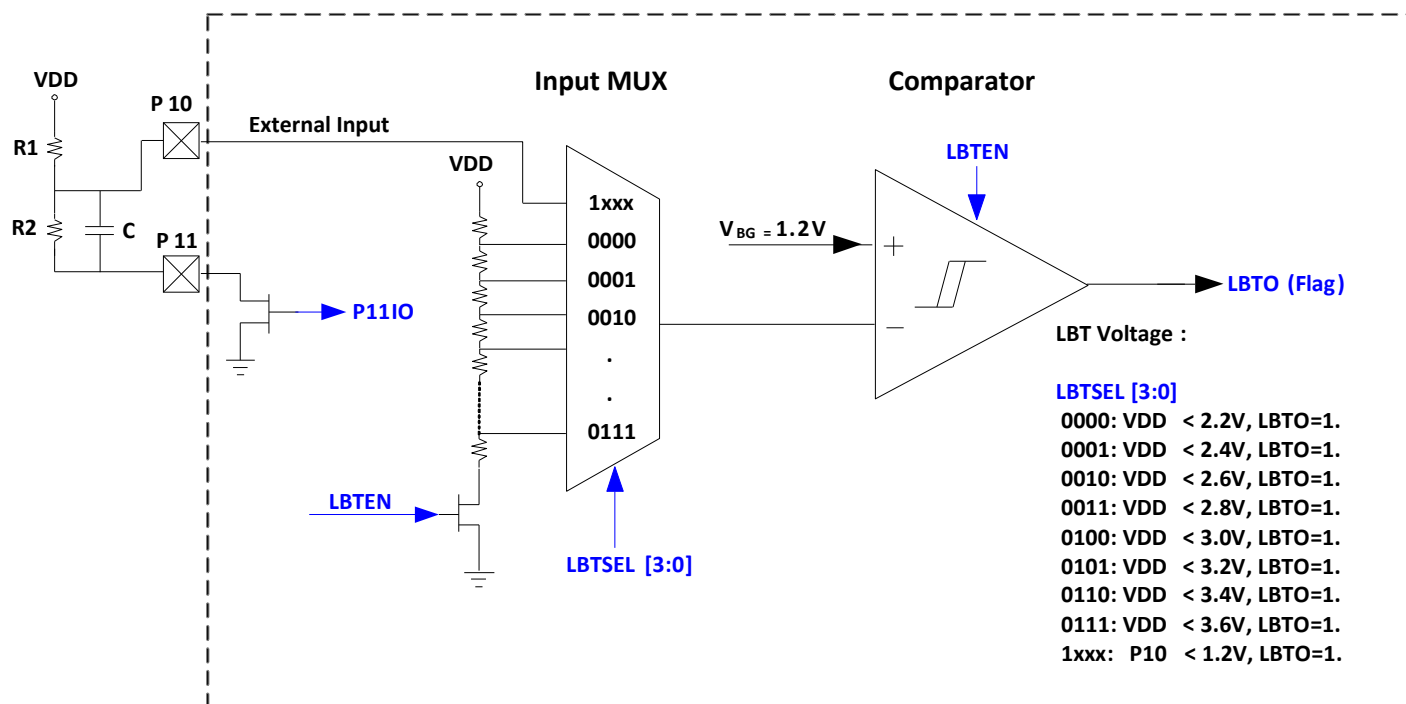 Input MUX
Comparator
VDD
P 10
R1
External Input
R2
C
P 11
P11IO
VDD
1xxx
0000
0001
0010
.
.
0111
LBTEN
LBTSEL [3:0]
LBTEN
VBG = 1.2V
+
−
LBTO (Flag)
LBT Voltage :
LBTSEL [3:0]
0000: VDD < 2.2V, LBTO=1.
0001: VDD < 2.4V, LBTO=1.
0010: VDD < 2.6V, LBTO=1.
0011: VDD < 2.8V, LBTO=1.
0100: VDD < 3.0V, LBTO=1.
0101: VDD < 3.2V, LBTO=1.
0110: VDD < 3.4V, LBTO=1.
0111: VDD < 3.6V, LBTO=1.
1xxx: P10 < 1.2V, LBTO=1.